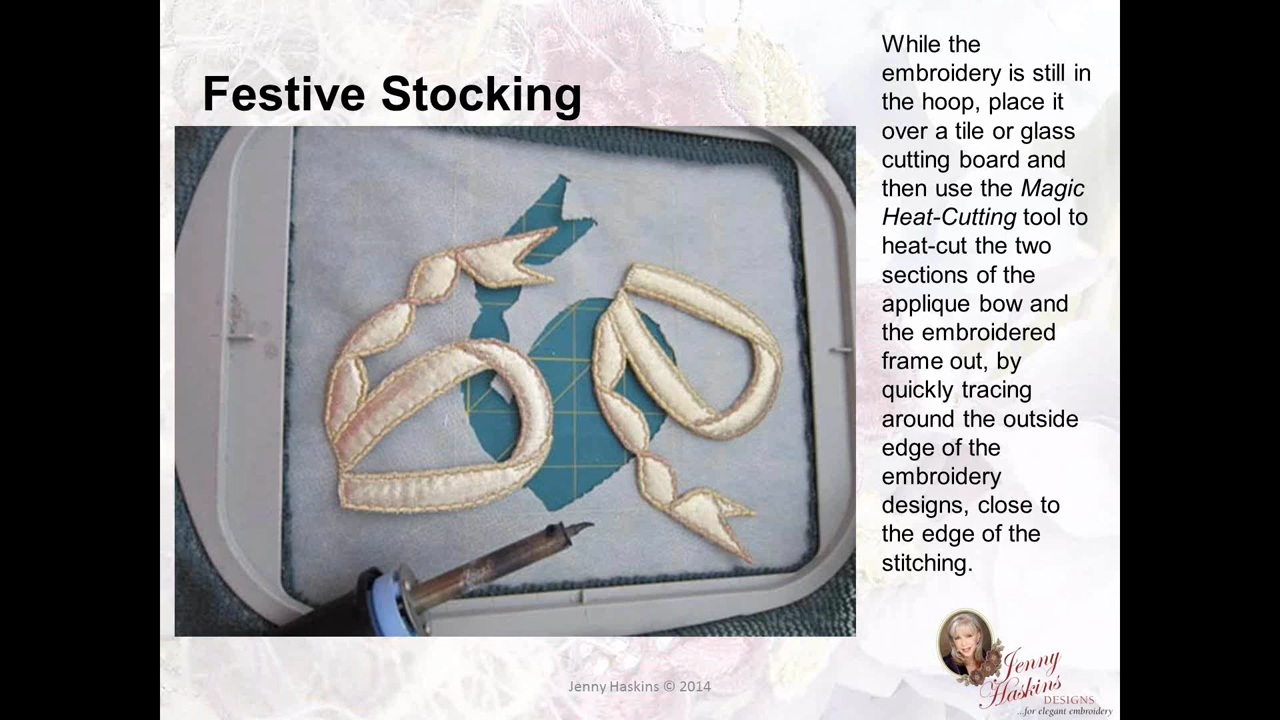 Festive Stocking
While the
embroidery is still in
the hoop, place it
over a tile or glass
cutting board and
then use the Magic
Heat-Cutting tool to
heat-cut the two
sections of the
applique bow and
the embroidered
frame out, by
quickly tracing
around the outside
edge of the
embroidery
designs, close to
the edge of the
stitching.
Jenny Haskins © 2014
Jenny
Haskins
DESIGNS
...for elegant embroidery